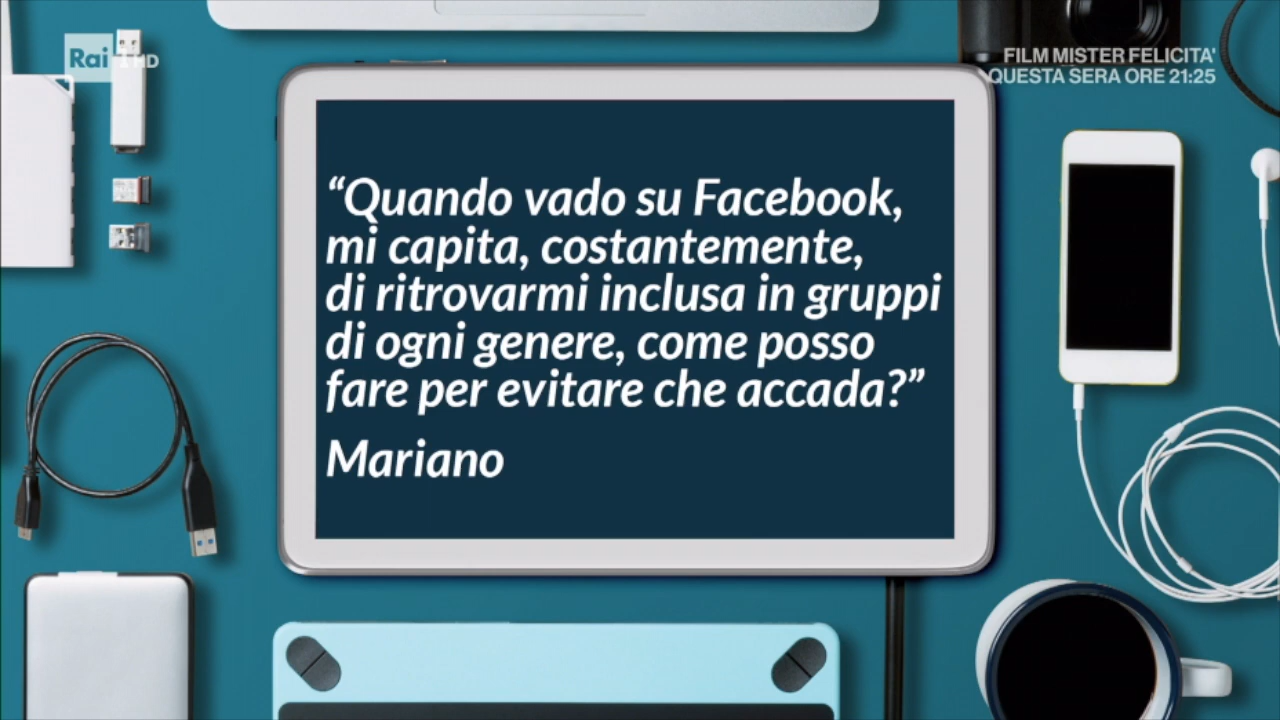 Rai 1 HD
FILM MISTER FELICITA'
QUESTA SERA ORE 21:25
“Quando vado su Facebook,
mi capita, costantemente,
di ritrovarmi inclusa in gruppi
di ogni genere, come posso
fare per evitare che accada?”
Mariano